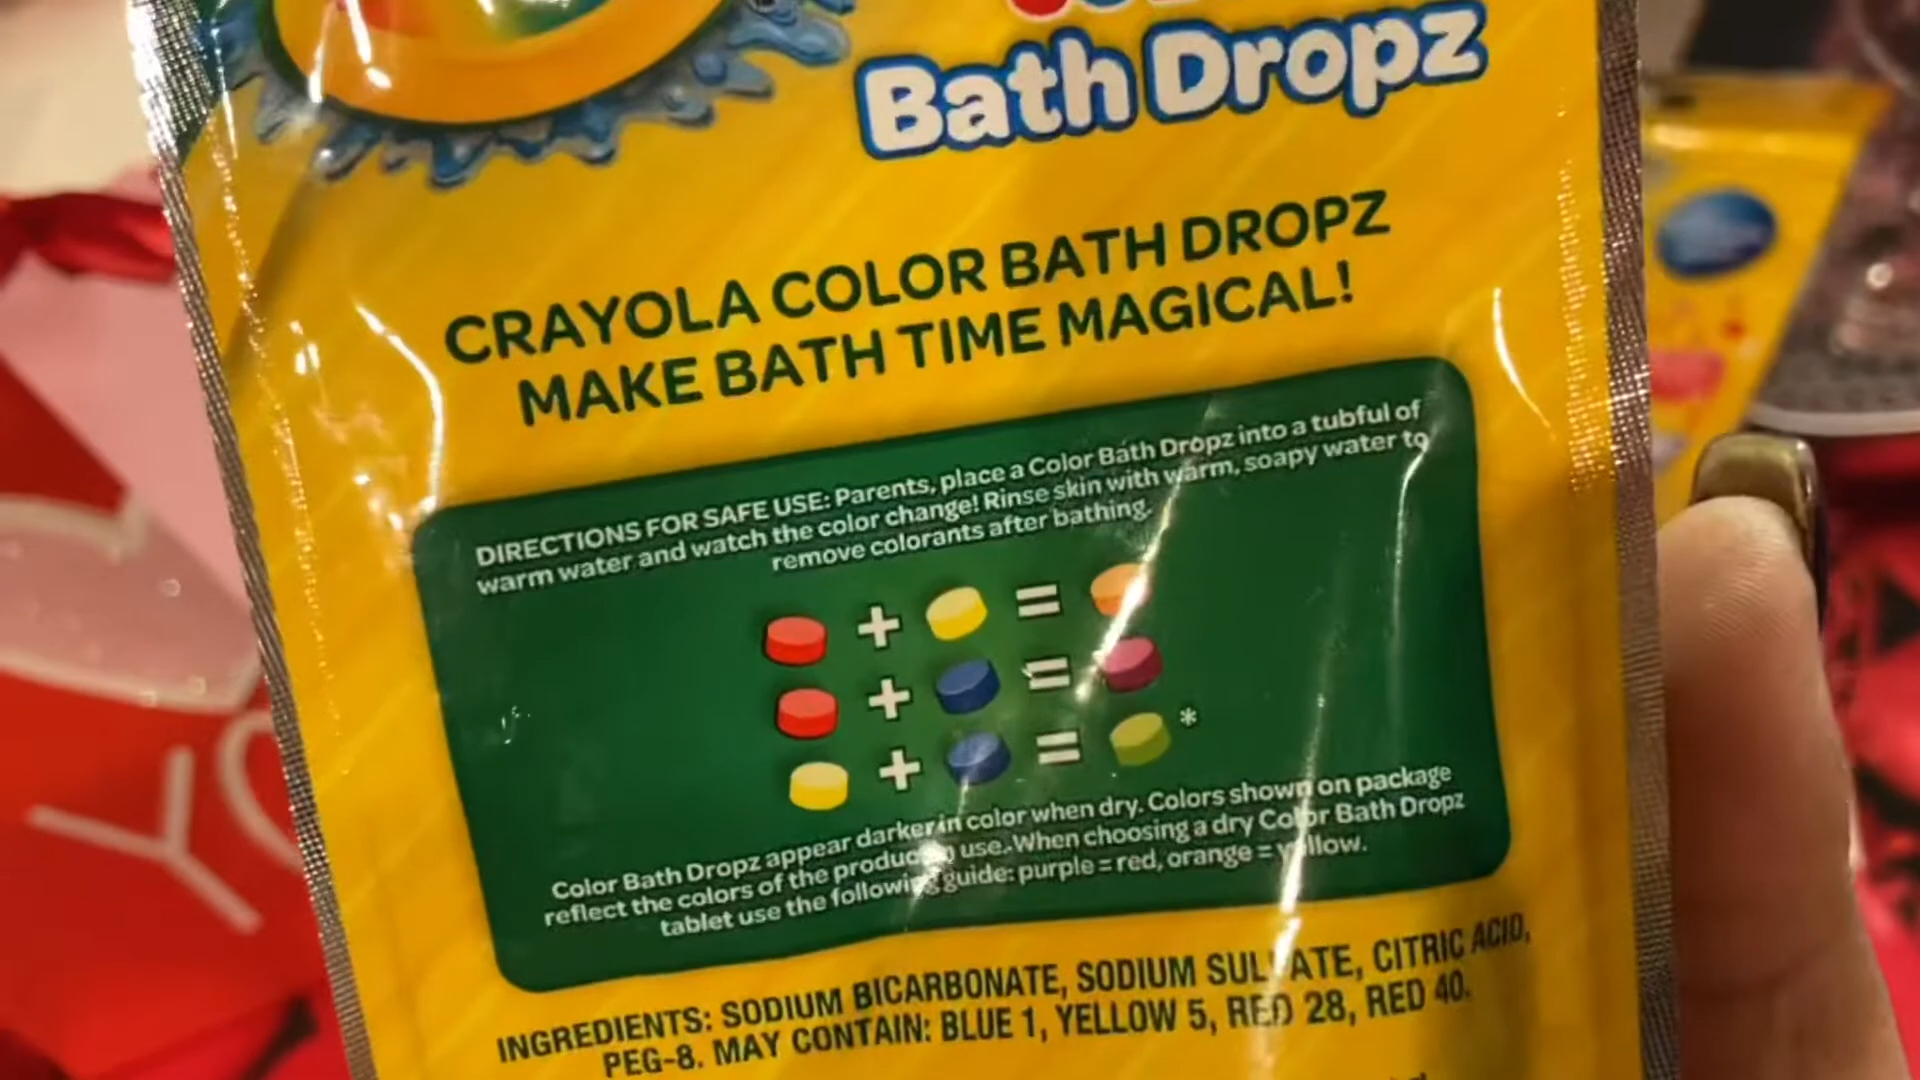 Bath Dropz
CRAYOLA COLOR BATH DROPZ
MAKE BATH TIME MAGICAL!
DIRECTIONS FOR SAFE USE: Parents, place a Color Bath Dropz into a tubful of
warm water and watch the color change! Rinse skin with warm, soapy water to
remove colorants after bathing.
+ =
+ =
+ = *
Color Bath Dropz appear darker in color when dry. Colors shown on package
reflect the colors of the product in use. When choosing a dry Color Bath Dropz
tablet use the following guide: purple = red, orange = yellow.
INGREDIENTS: SODIUM BICARBONATE, SODIUM SULFATE, CITRIC ACID,
PEG-8. MAY CONTAIN: BLUE 1, YELLOW 5, RED 28, RED 40.
YO